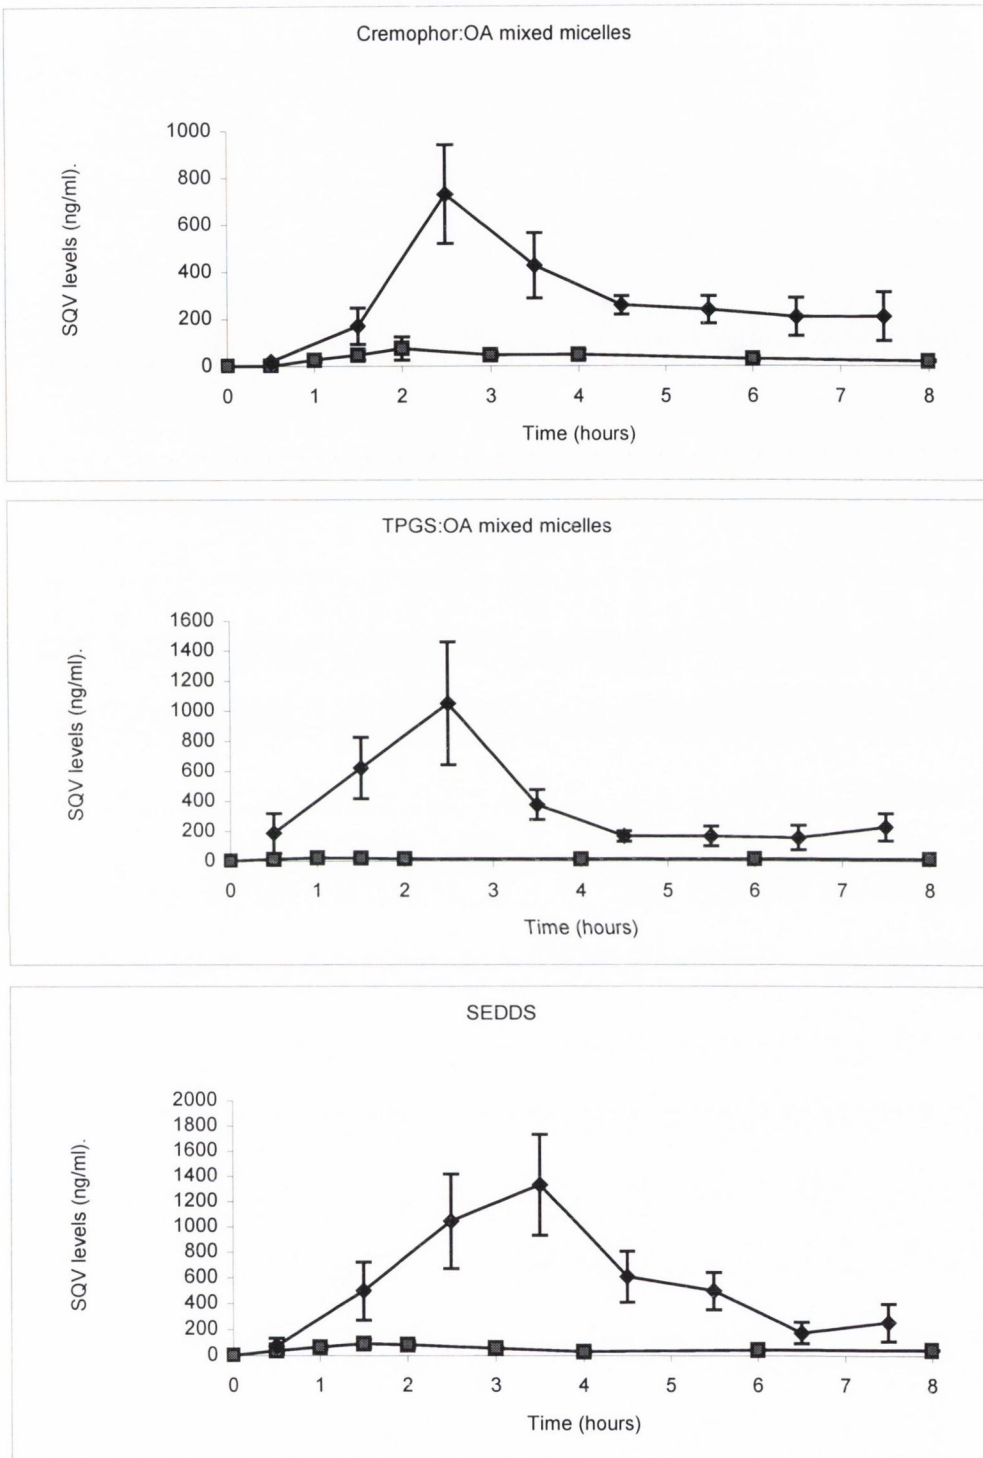 Cremophor:OA mixed micelles
1000
800
600
400
200
0
SQV levels (ng/ml).
0 1 2 3 4 5 6 7 8
Time (hours)
TPGS:OA mixed micelles
1600
1400
1200
1000
800
600
400
200
0
SQV levels (ng/ml).
0 1 2 3 4 5 6 7 8
Time (hours)
SEDDS
2000
1800
1600
1400
1200
1000
800
600
400
200
0
SQV levels (ng/ml).
0 1 2 3 4 5 6 7 8
Time (hours)